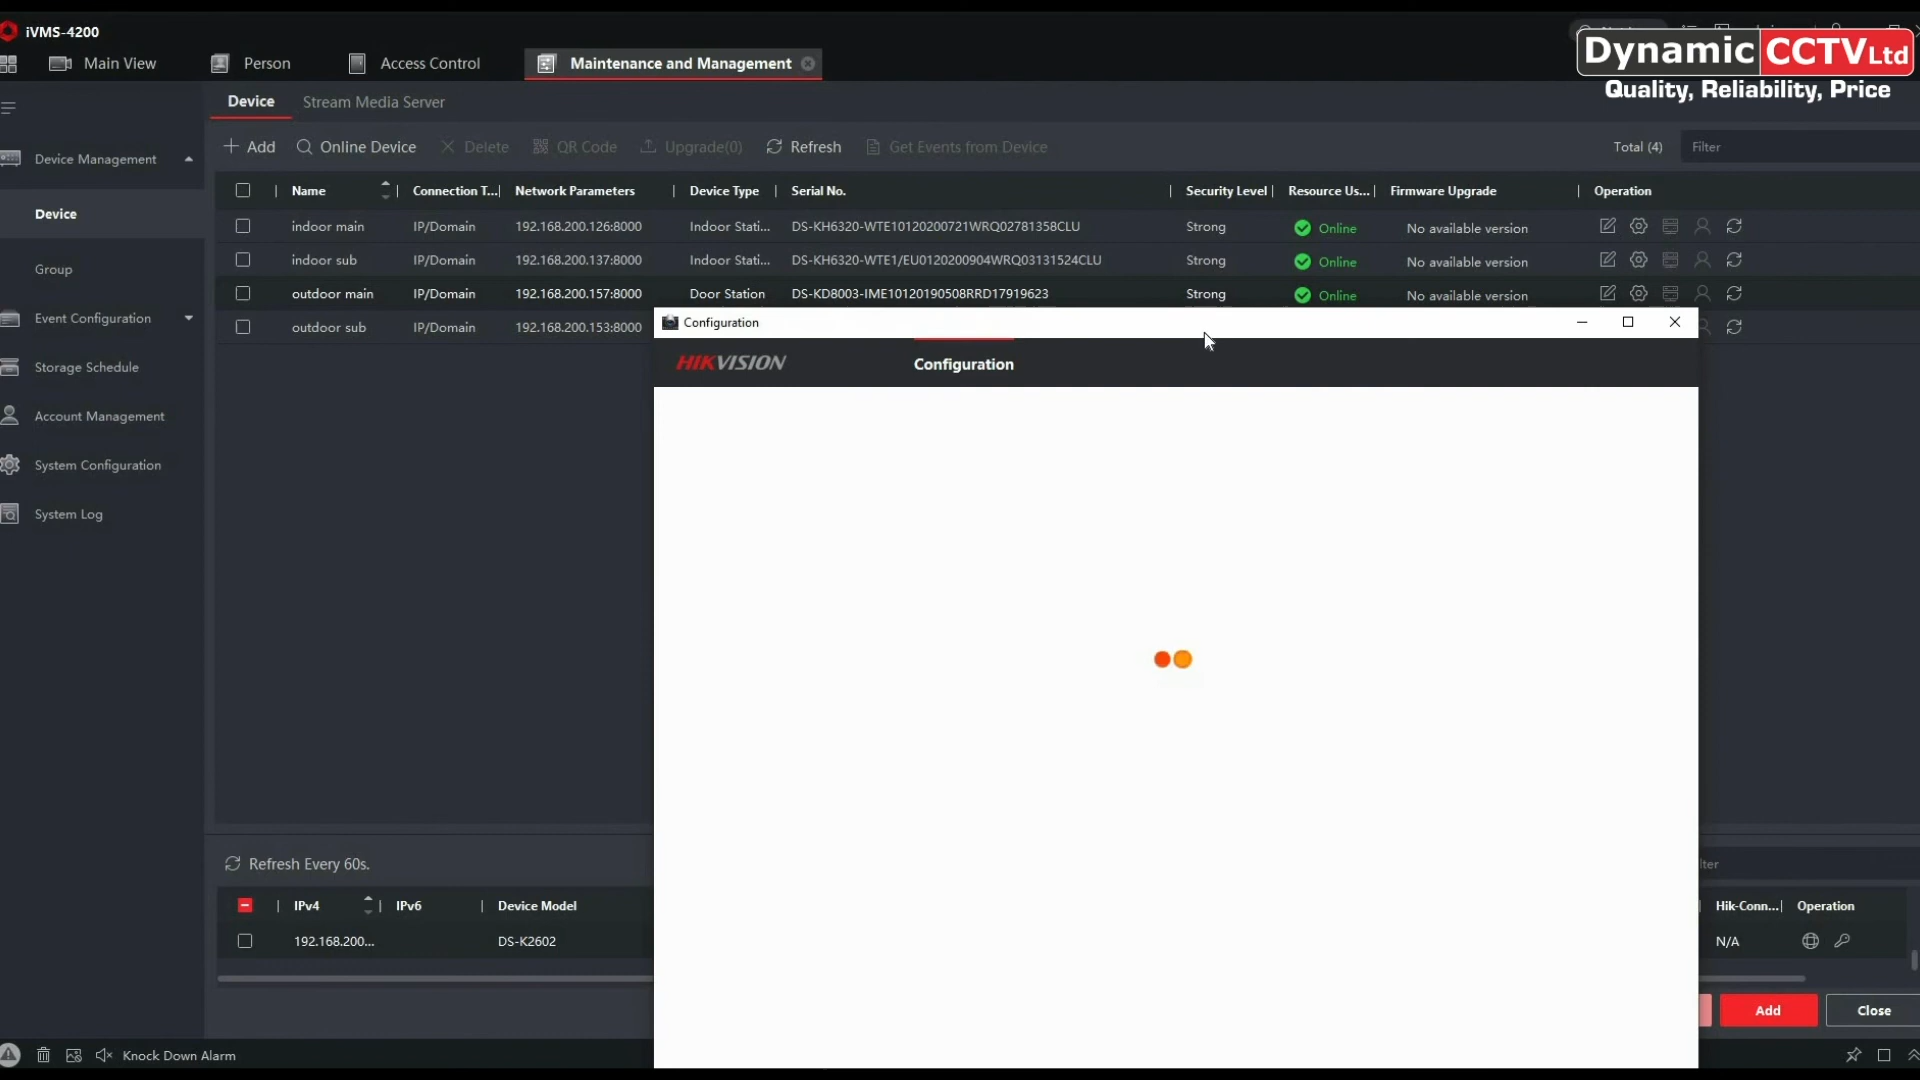 iVMS-4200
Main View
Person
Access Control
Maintenance and Management
Dynamic CCTV Ltd
Quality, Reliability, Price
Device
Stream Media Server
Add
Online Device
Delete
QR Code
Upgrade(0)
Refresh
Get Events from Device
Total (4)
Filter
Device Management
Device
Group
Event Configuration
Storage Schedule
Account Management
System Configuration
System Log
Name | Connection T... | Network Parameters | Device Type | Serial No. | Security Level | Resource Us... | Firmware Upgrade | Operation
indoor main IP/Domain 192.168.200.126:8000 Indoor Stati... DS-KH6320-WTE10120200721WRQ02781358CLU Strong Online No available version
indoor sub IP/Domain 192.168.200.137:8000 Indoor Stati... DS-KH6320-WTE1/EU0120200904WRQ03131524CLU Strong Online No available version
outdoor main IP/Domain 192.168.200.157:8000 Door Station DS-KD8003-IME10120190508RRD17919623 Strong Online No available version
outdoor sub IP/Domain 192.168.200.153:8000
Configuration
HIKVISION
Configuration
Refresh Every 60s.
IPv4 | IPv6 | Device Model
Hik-Conn... | Operation
192.168.200... DS-K2602
N/A
Add
Close
Knock Down Alarm